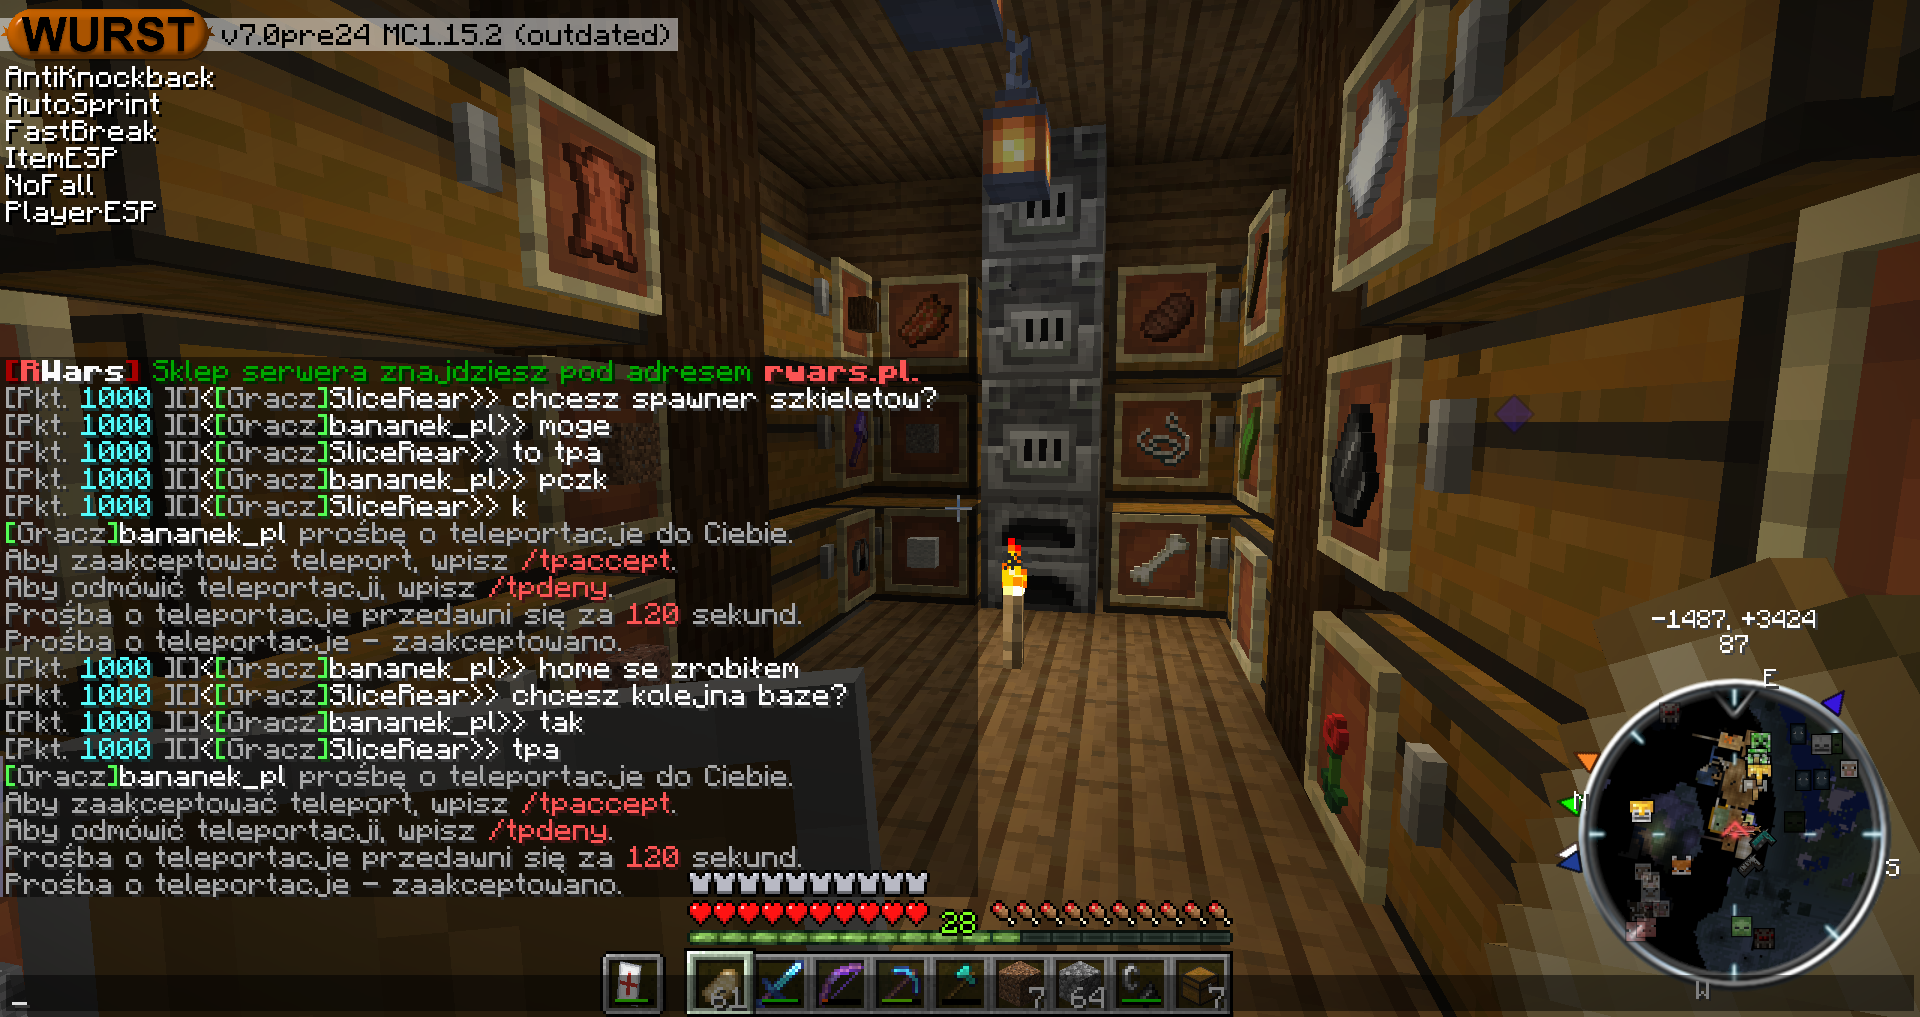 WURST v7.0pre24 MC1.15.2 (outdated)
AntiKnockback
AutoSprint
FastBreak
ItemESP
NoFall
PlayerESP
[RWars] Sklep serwera znajdziesz pod adresem rwars.pl.
[Pkt. 1000 ][]<[Gracz]SliceRear>> chcesz spawner szkieletow?
[Pkt. 1000 ][]<[Gracz]bananek_pl>> moge
[Pkt. 1000 ][]<[Gracz]SliceRear>> to tpa
[Pkt. 1000 ][]<[Gracz]bananek_pl>> pczk
[Pkt. 1000 ][]<[Gracz]SliceRear>> k
[Gracz]bananek_pl prośbę o teleportacje do Ciebie.
Aby zaakceptować teleport, wpisz /tpaccept.
Aby odmówić teleportacji, wpisz /tpdeny.
Prośba o teleportacje przedawni się za 120 sekund.
Prośba o teleportacje - zaakceptowano.
[Pkt. 1000 ][]<[Gracz]bananek_pl>> home se zrobiłem
[Pkt. 1000 ][]<[Gracz]SliceRear>> chcesz kolejna baze?
[Pkt. 1000 ][]<[Gracz]bananek_pl>> tak
[Pkt. 1000 ][]<[Gracz]SliceRear>> tpa
[Gracz]bananek_pl prośbę o teleportacje do Ciebie.
Aby zaakceptować teleport, wpisz /tpaccept.
Aby odmówić teleportacji, wpisz /tpdeny.
Prośba o teleportacje przedawni się za 120 sekund.
Prośba o teleportacje - zaakceptowano.
-1487, +3424
87
E
N
S
W
28
61
7
64
7
_